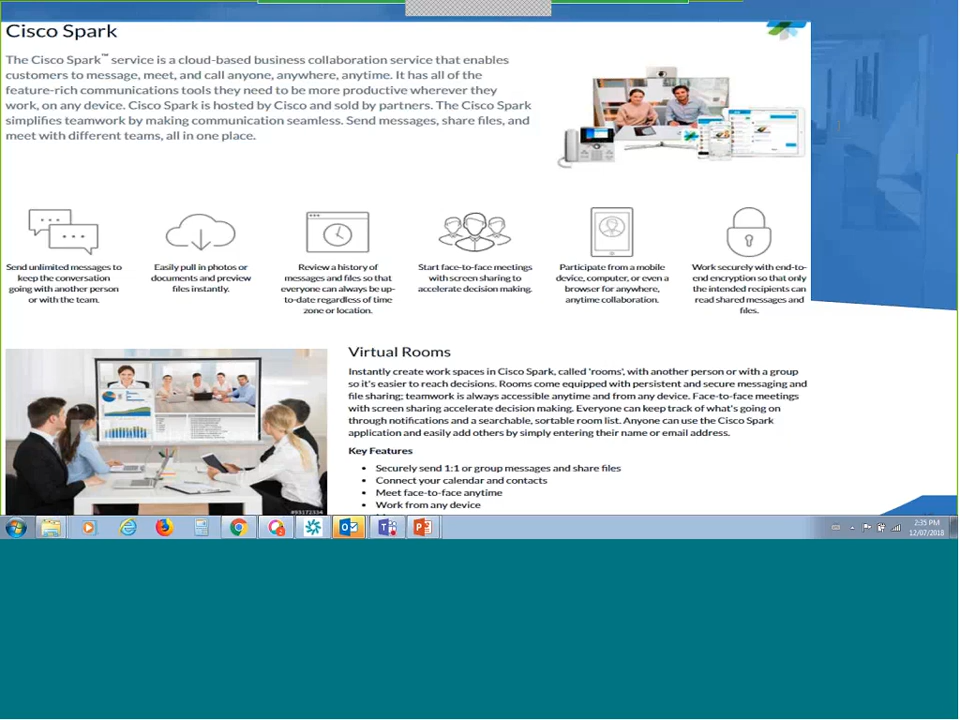 Cisco Spark
The Cisco Spark™ service is a cloud-based business collaboration service that enables
customers to message, meet, and call anyone, anywhere, anytime. It has all of the
feature-rich communications tools they need to be more productive wherever they
work, on any device. Cisco Spark is hosted by Cisco and sold by partners. The Cisco Spark
simplifies teamwork by making communication seamless. Send messages, share files, and
meet with different teams, all in one place.
Send unlimited messages to
keep the conversation
going with another person
or with the team.
Easily pull in photos or
documents and preview
files instantly.
Review a history of
messages and files so that
everyone can always be up-
to-date regardless of time
zone or location.
Start face-to-face meetings
with screen sharing to
accelerate decision making.
Participate from a mobile
device, computer, or even a
browser for anywhere,
anytime collaboration.
Work securely with end-to-
end encryption so that only
the intended recipients can
read shared messages and
files.
Virtual Rooms
Instantly create work spaces in Cisco Spark, called 'rooms', with another person or with a group
so it's easier to reach decisions. Rooms come equipped with persistent and secure messaging and
file sharing; teamwork is always accessible anytime and from any device. Face-to-face meetings
with screen sharing accelerate decision making. Everyone can keep track of what's going on
through notifications and a searchable, sortable room list. Anyone can use the Cisco Spark
application and easily add others by simply entering their name or email address.
Key Features
• Securely send 1:1 or group messages and share files
• Connect your calendar and contacts
• Meet face-to-face anytime
• Work from any device
#93172334
2:35 PM
12/07/2018